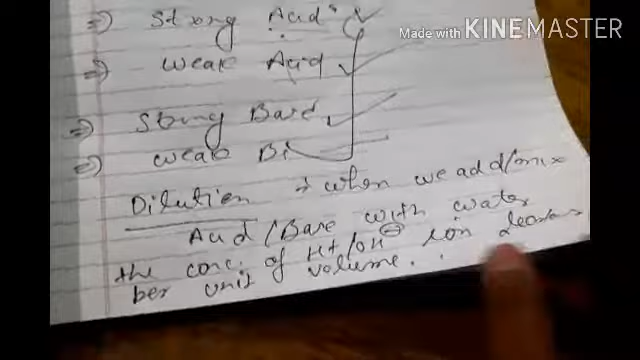 Made with KINEMASTER
⇒ Strong Acid
⇒ Weak Acid
⇒ Strong Base
⇒ Weak
Dilution → when we add/mix
Acid/Base with water
the conc. of H+/OH⊖ ion
per unit volume.